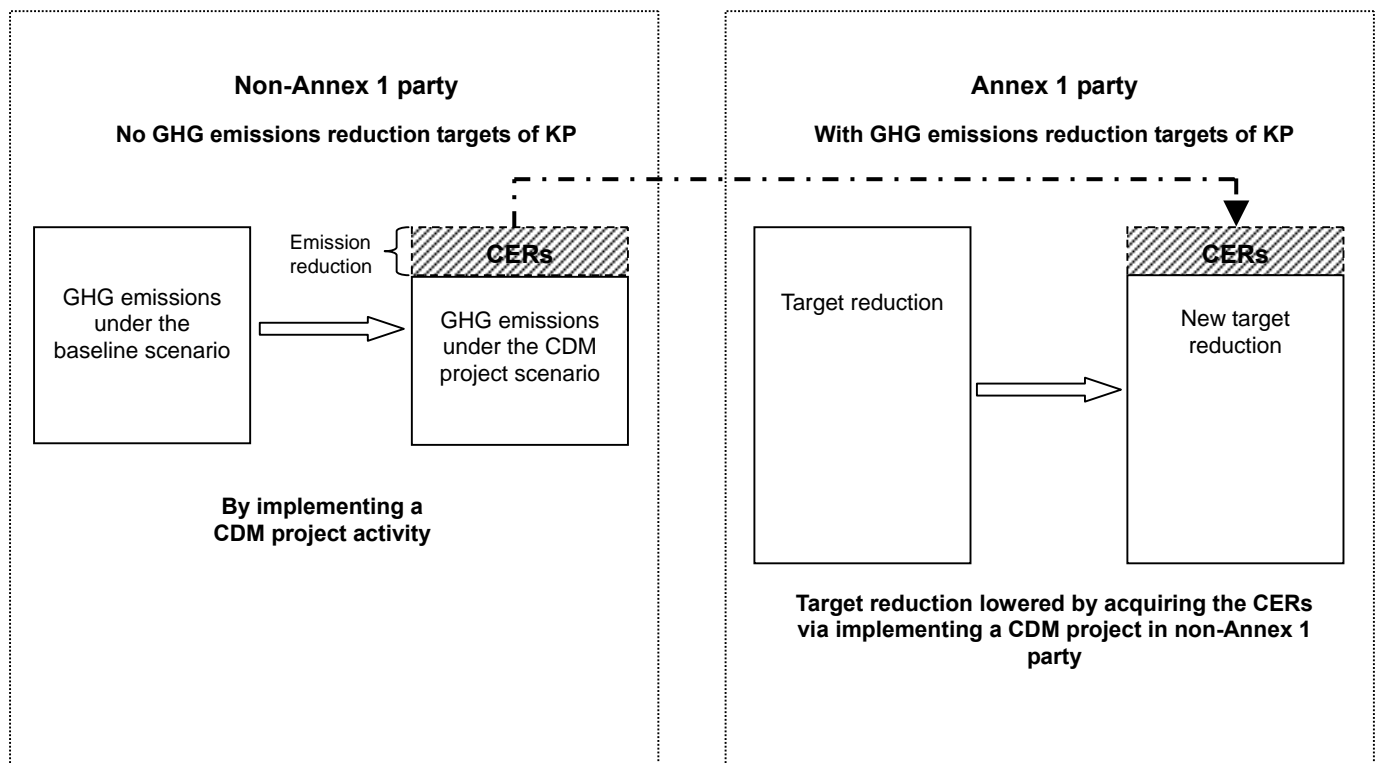 Non-Annex 1 party
No GHG emissions reduction targets of KP
Emission
reduction
CERs
GHG emissions
under the
baseline scenario
GHG emissions
under the CDM
project scenario
By implementing a
CDM project activity
Annex 1 party
With GHG emissions reduction targets of KP
CERs
Target reduction
New target
reduction
Target reduction lowered by acquiring the CERs
via implementing a CDM project in non-Annex 1
party